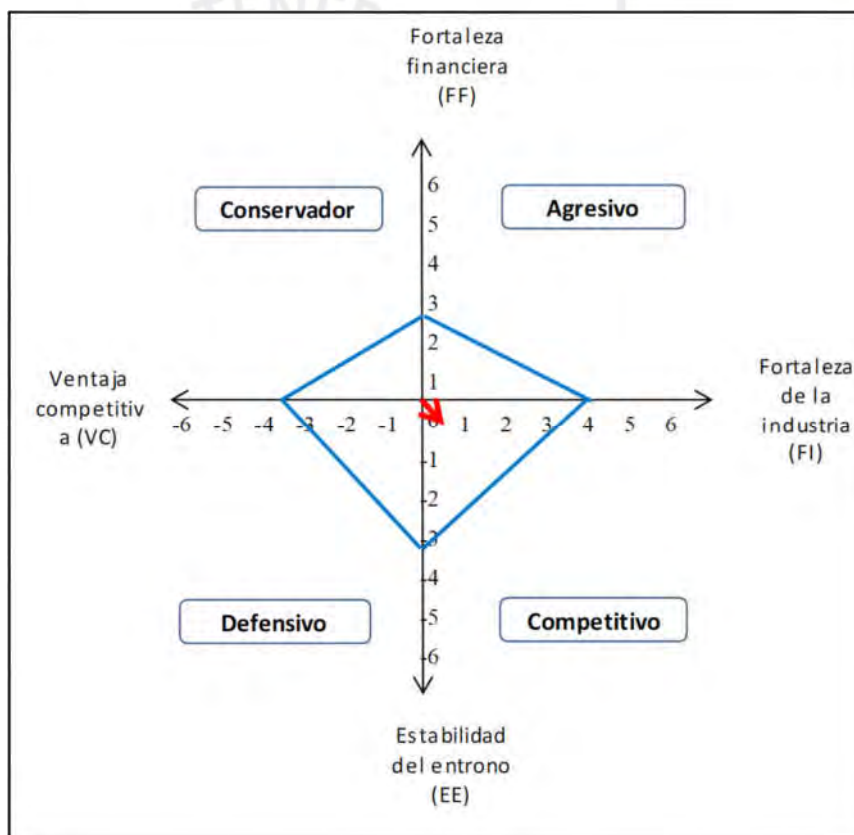 Fortaleza
financiera
(FF)
Conservador
Agresivo
6
5
4
3
2
1
Ventaja
competitiv
a (VC)
Fortaleza
de la
industria
(FI)
-6 -5 -4 -3 -2 -1 0 1 2 3 4 5 6
-1
-2
-3
-4
-5
-6
Defensivo
Competitivo
Estabilidad
del entrono
(EE)